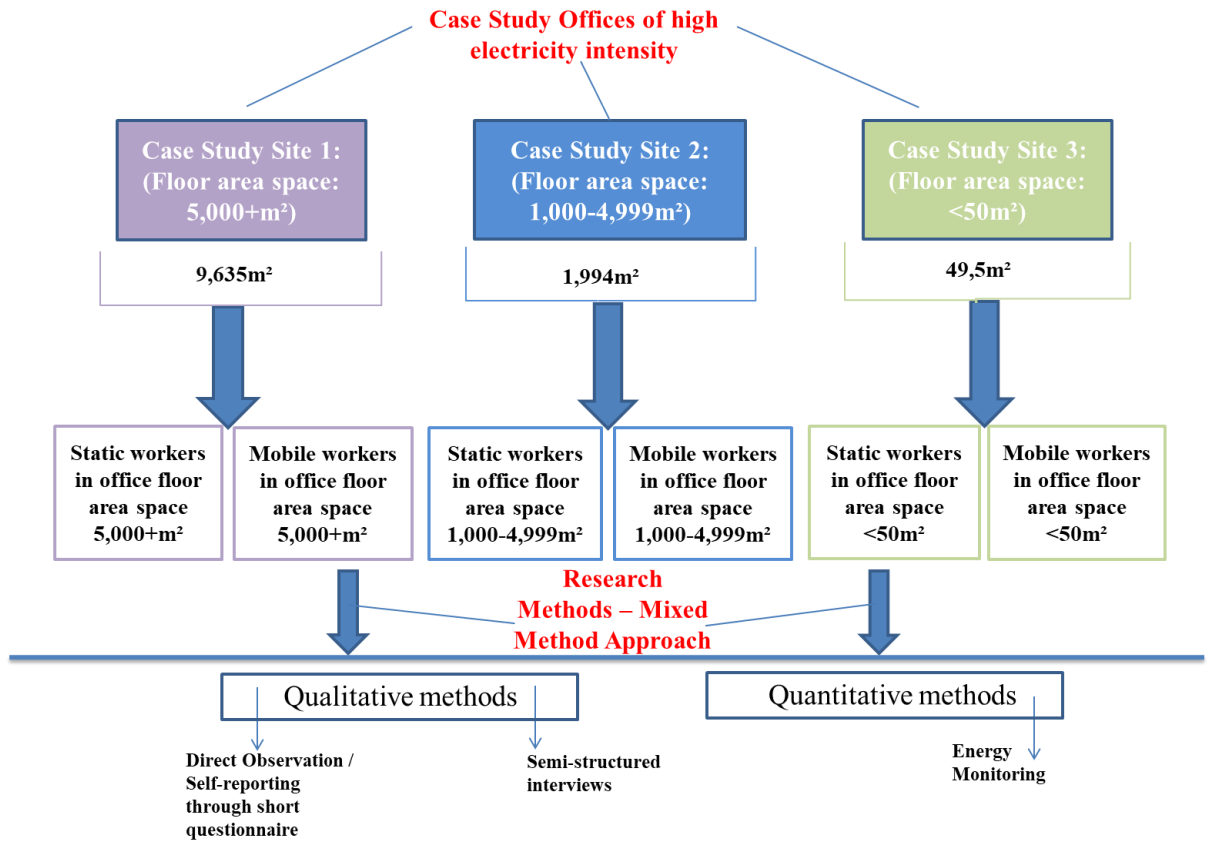 Case Study Offices of high
electricity intensity
Case Study Site 1:
(Floor area space:
5,000+m²)
Case Study Site 2:
(Floor area space:
1,000-4,999m²)
Case Study Site 3:
(Floor area space:
<50m²)
9,635m²
1,994m²
49,5m²
Static workers
in office floor
area space
5,000+m²
Mobile workers
in office floor
area space
5,000+m²
Static workers
in office floor
area space
1,000-4,999m²
Mobile workers
in office floor
area space
1,000-4,999m²
Static workers
in office floor
area space
<50m²
Mobile workers
in office floor
area space
<50m²
Research
Methods – Mixed
Method Approach
Qualitative methods
Quantitative methods
Direct Observation /
Self-reporting
through short
questionnaire
Semi-structured
interviews
Energy
Monitoring